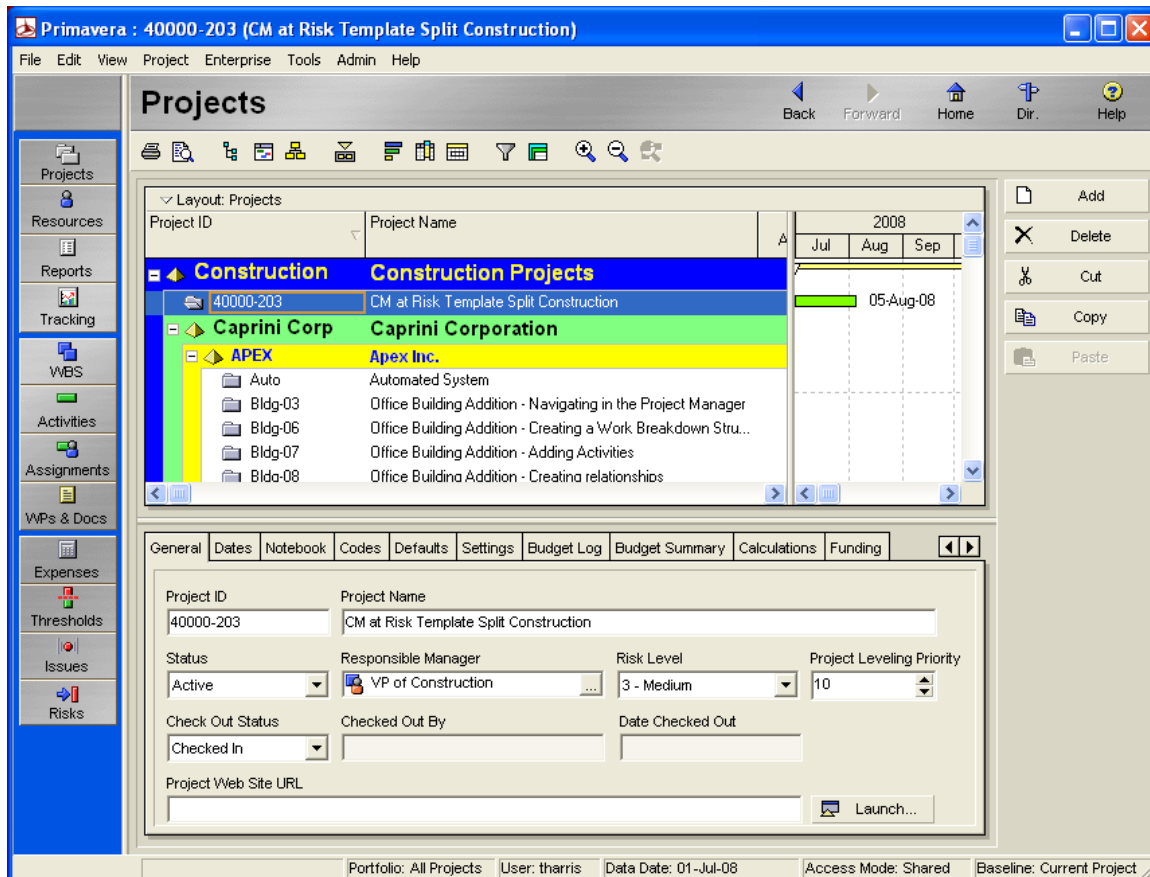 Primavera : 40000-203 (CM at Risk Template Split Construction)
File Edit View Project Enterprise Tools Admin Help
Projects
Back Forward Home Dir. Help
Projects
Resources
Reports
Tracking
WBS
Activities
Assignments
WPs & Docs
Expenses
Thresholds
Issues
Risks
Layout: Projects
Project ID Project Name A
2008
Jul Aug Sep
Construction Construction Projects
40000-203 CM at Risk Template Split Construction 05-Aug-08
Caprini Corp Caprini Corporation
APEX Apex Inc.
Auto Automated System
Bldg-03 Office Building Addition - Navigating in the Project Manager
Bldg-06 Office Building Addition - Creating a Work Breakdown Stru...
Bldg-07 Office Building Addition - Adding Activities
Bldg-08 Office Building Addition - Creating relationships
Add
Delete
Cut
Copy
Paste
General Dates Notebook Codes Defaults Settings Budget Log Budget Summary Calculations Funding
Project ID Project Name
40000-203 CM at Risk Template Split Construction
Status Responsible Manager Risk Level Project Leveling Priority
Active VP of Construction ... 3 - Medium 10
Check Out Status Checked Out By Date Checked Out
Checked In
Project Web Site URL
Launch...
Portfolio: All Projects User: tharris Data Date: 01-Jul-08 Access Mode: Shared Baseline: Current Project